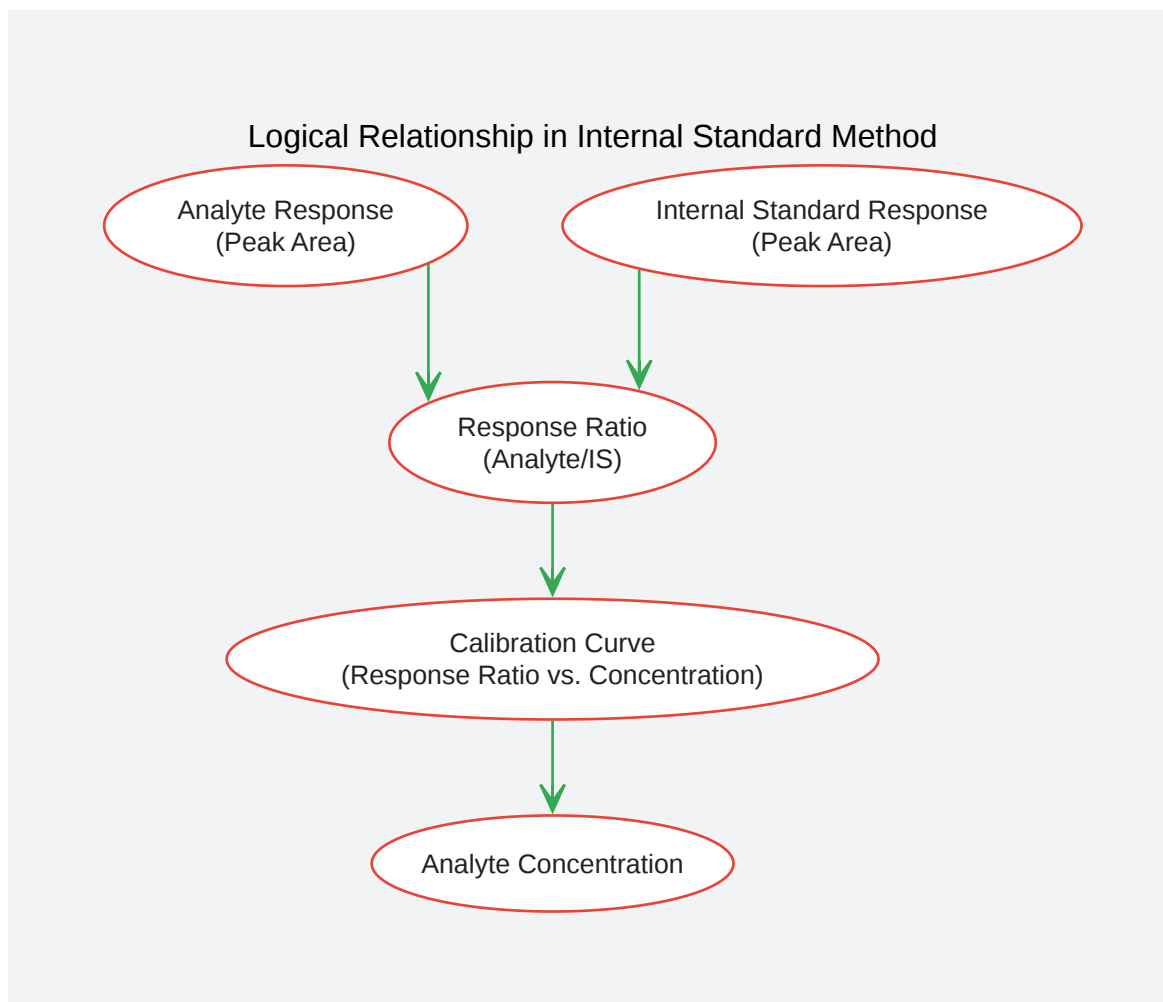 Logical Relationship in Internal Standard Method
Analyte Response
(Peak Area)
Internal Standard Response
(Peak Area)
Response Ratio
(Analyte/IS)
Calibration Curve
(Response Ratio vs. Concentration)
Analyte Concentration